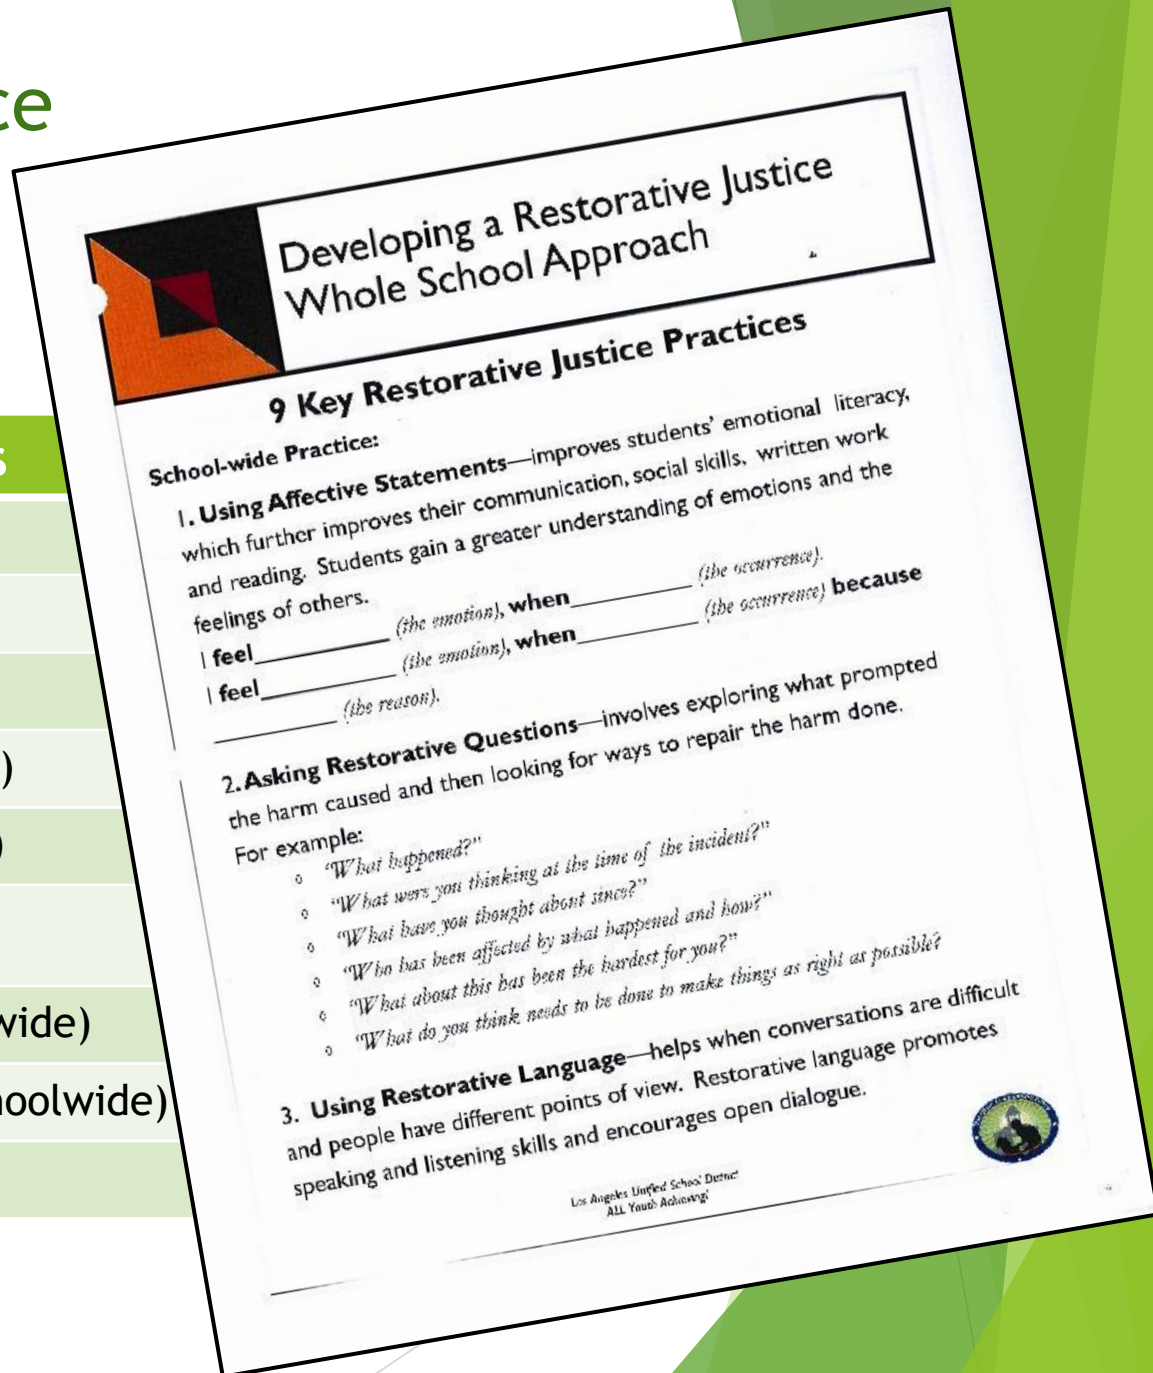 ce
s
)
)
wide)
hoolwide)
Developing a Restorative Justice
Whole School Approach
9 Key Restorative Justice Practices
School-wide Practice:
1. Using Affective Statements—improves students' emotional literacy,
which further improves their communication, social skills, written work
and reading. Students gain a greater understanding of emotions and the
feelings of others.
I feel__________ (the emotion), when_________ (the occurrence).
I feel__________ (the emotion), when_________ (the occurrence) because
_________ (the reason).
2. Asking Restorative Questions—involves exploring what prompted
the harm caused and then looking for ways to repair the harm done.
For example:
◊ "What happened?"
◊ "What were you thinking at the time of the incident?"
◊ "What have you thought about since?"
◊ "Who has been affected by what happened and how?"
◊ "What about this has been the hardest for you?"
◊ "What do you think needs to be done to make things as right as possible?
3. Using Restorative Language—helps when conversations are difficult
and people have different points of view. Restorative language promotes
speaking and listening skills and encourages open dialogue.
Los Angeles Unified School District
ALL Youth Achieving!